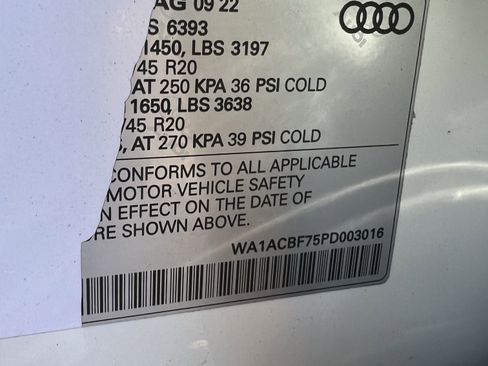 AG 09 22
S 6393
1450, LBS 3197
/45 R20
AT 250 KPA 36 PSI COLD
1650, LBS 3638
/45 R20
, AT 270 KPA 39 PSI COLD
CONFORMS TO ALL APPLICABLE
MOTOR VEHICLE SAFETY
N EFFECT ON THE DATE OF
RE SHOWN ABOVE.
WA1ACBF75PD003016